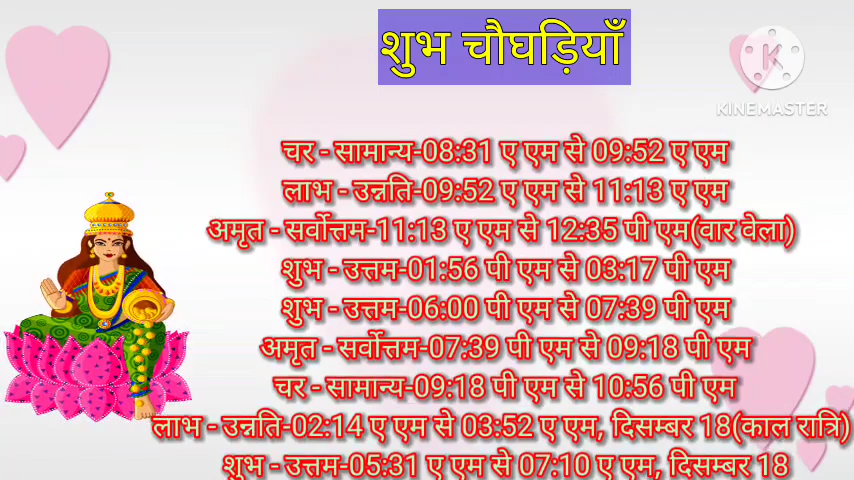 शुभ चौघड़ियाँ
KINEMASTER
चर - सामान्य-08:31 ए एम से 09:52 ए एम
लाभ - उन्नति-09:52 ए एम से 11:13 ए एम
अमृत - सर्वोत्तम-11:13 ए एम से 12:35 पी एम(वार वेला)
शुभ - उत्तम-01:56 पी एम से 03:17 पी एम
शुभ - उत्तम-06:00 पी एम से 07:39 पी एम
अमृत - सर्वोत्तम-07:39 पी एम से 09:18 पी एम
चर - सामान्य-09:18 पी एम से 10:56 पी एम
लाभ - उन्नति-02:14 ए एम से 03:52 ए एम, दिसम्बर 18(काल रात्रि)
शुभ - उत्तम-05:31 ए एम से 07:10 ए एम, दिसम्बर 18